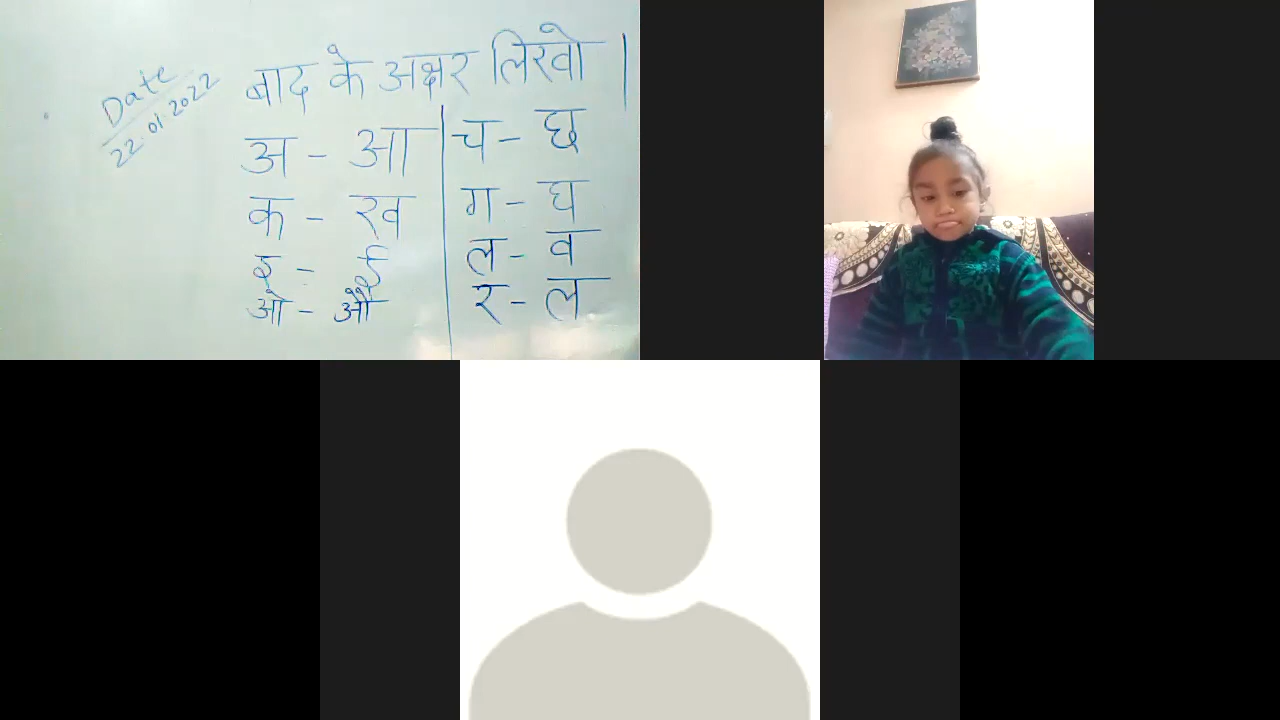 Date
22.01.2022
बाद के अक्षर लिखो |
अ - आ
क - ख
इ - ई
ओ - औ
च - छ
ग - घ
ल - व
र - ल